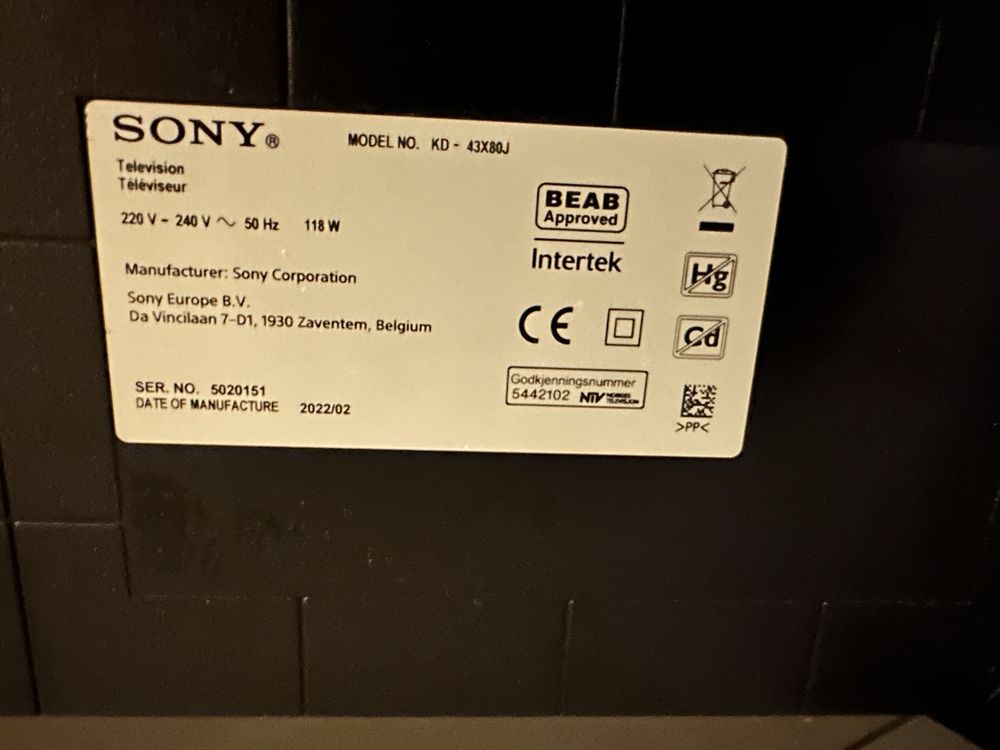 SONY®
MODEL NO. KD - 43X80J
Television
Téléviseur
220 V – 240 V ~ 50 Hz 118 W
BEAB
Approved
Intertek
Hg
Manufacturer: Sony Corporation
Sony Europe B.V.
Da Vincilaan 7-D1, 1930 Zaventem, Belgium
CE
Cd
SER. NO. 5020151
DATE OF MANUFACTURE 2022/02
Godkjenningsnummer
5442102 NTV NORGES TELEVISJON
>PP<